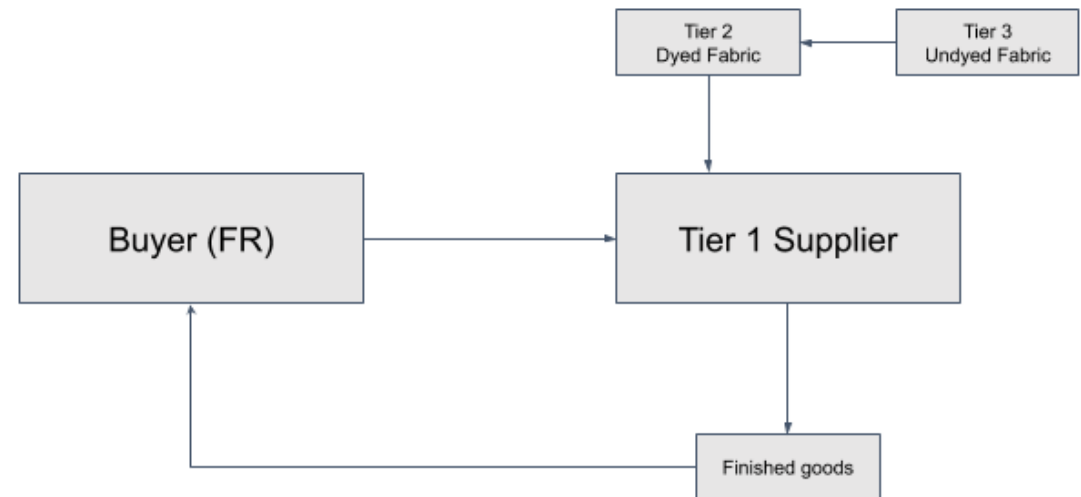 Tier 2
Dyed Fabric
Tier 3
Undyed Fabric
Buyer (FR)
Tier 1 Supplier
Finished goods